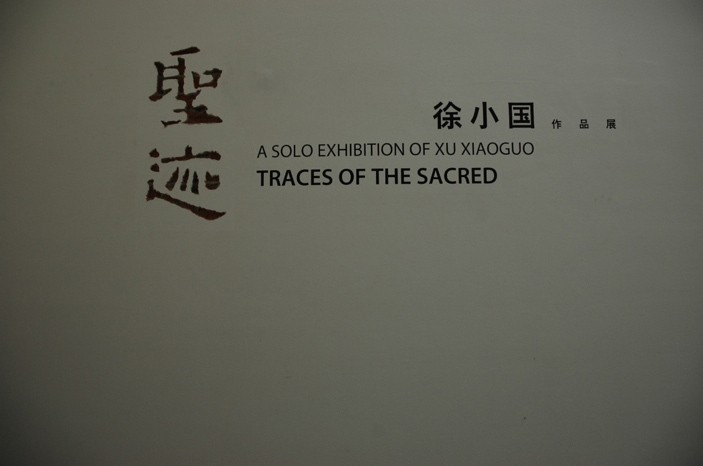 聖迹
徐小国 作品展
A SOLO EXHIBITION OF XU XIAOGUO
TRACES OF THE SACRED